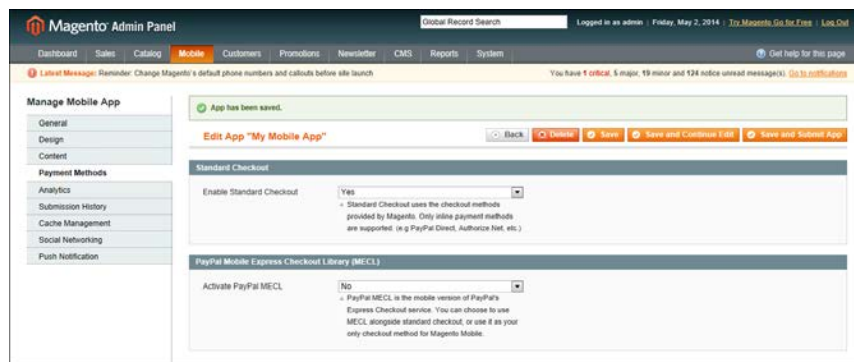 Magento Admin Panel
Global Record Search
Logged in as admin | Friday, May 2, 2014 | Try Magento Go for Free | Log Out
Dashboard Sales Catalog Mobile Customers Promotions Newsletter CMS Reports System
Get help for this page
Latest Message: Reminder: Change Magento's default phone numbers and callouts before site launch
You have 1 critical, 5 major, 19 minor and 124 notice unread message(s). Go to notifications
Manage Mobile App
General
Design
Content
Payment Methods
Analytics
Submission History
Cache Management
Social Networking
Push Notification
App has been saved.
Edit App "My Mobile App"
Back Delete Save Save and Continue Edit Save and Submit App
Standard Checkout
Enable Standard Checkout
Yes
Standard Checkout uses the checkout methods
provided by Magento. Only inline payment methods
are supported. (e.g PayPal Direct, Authorize.Net, etc.)
PayPal Mobile Express Checkout Library (MECL)
Activate PayPal MECL
No
PayPal MECL is the mobile version of PayPal's
Express Checkout service. You can choose to use
MECL alongside standard checkout, or use it as your
only checkout method for Magento Mobile.